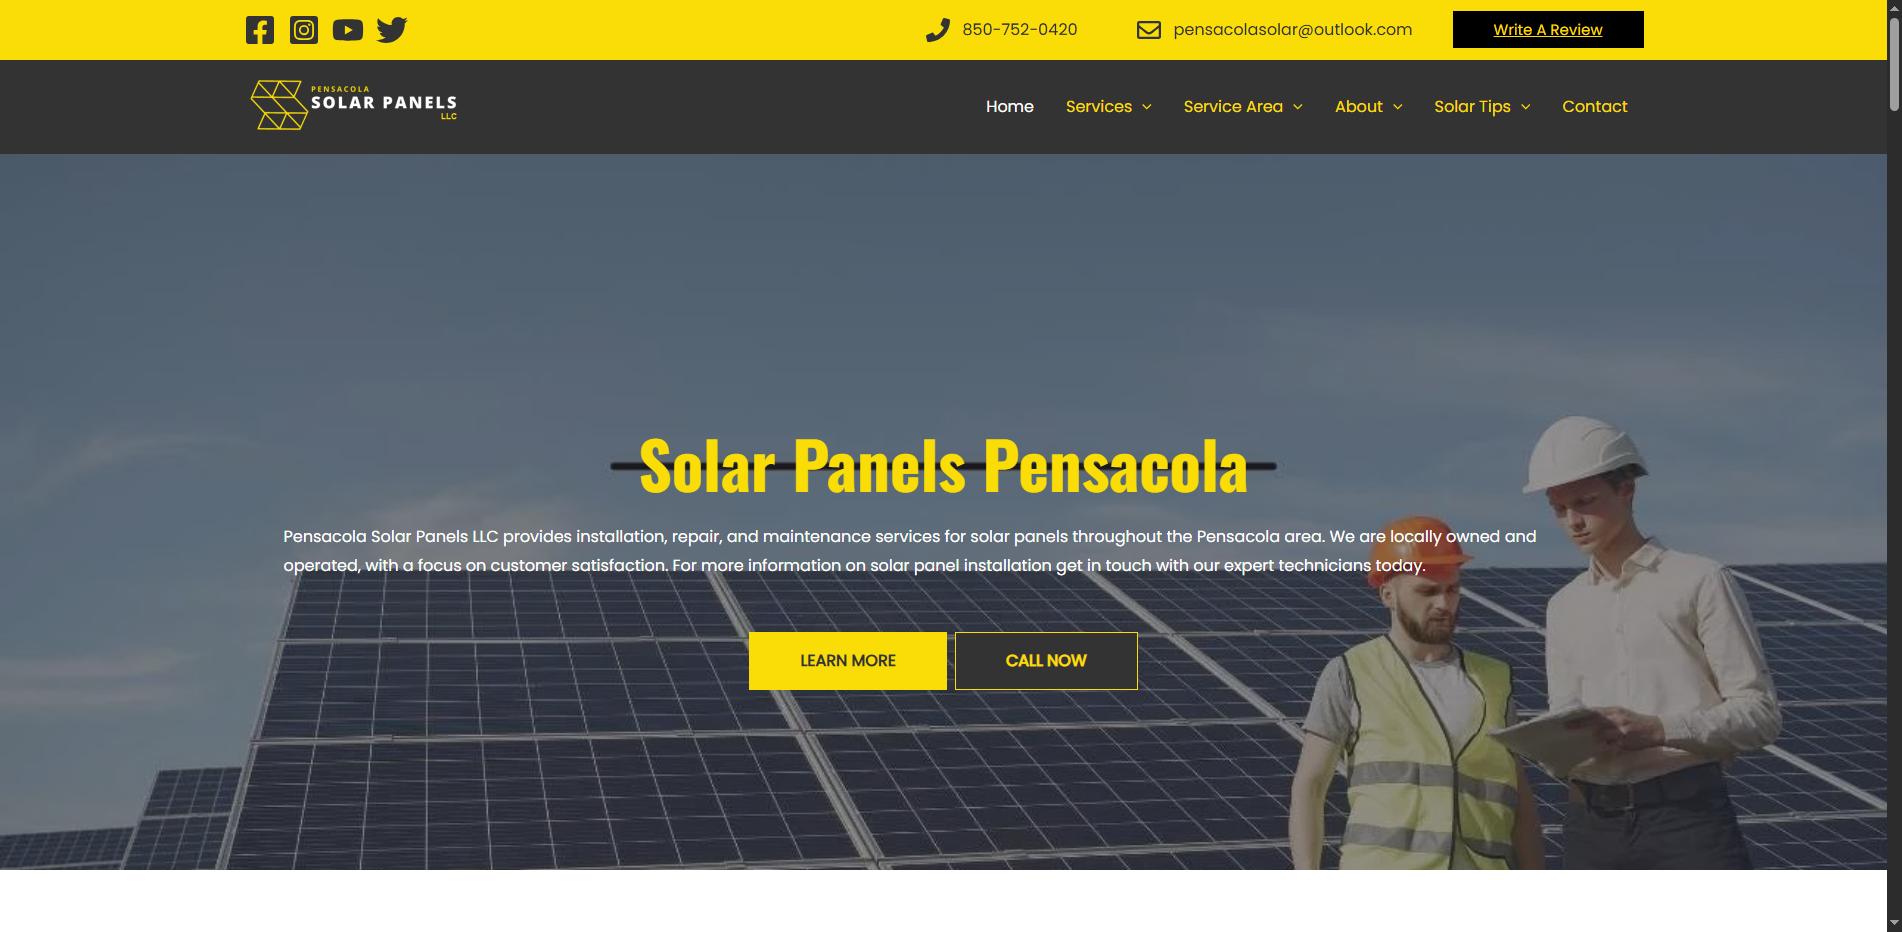 850-752-0420
pensacolasolar@outlook.com
Write A Review
PENSACOLA
SOLAR PANELS
LLC
Home
Services
Service Area
About
Solar Tips
Contact
Solar Panels Pensacola
Pensacola Solar Panels LLC provides installation, repair, and maintenance services for solar panels throughout the Pensacola area. We are locally owned and
operated, with a focus on customer satisfaction. For more information on solar panel installation get in touch with our expert technicians today.
LEARN MORE
CALL NOW